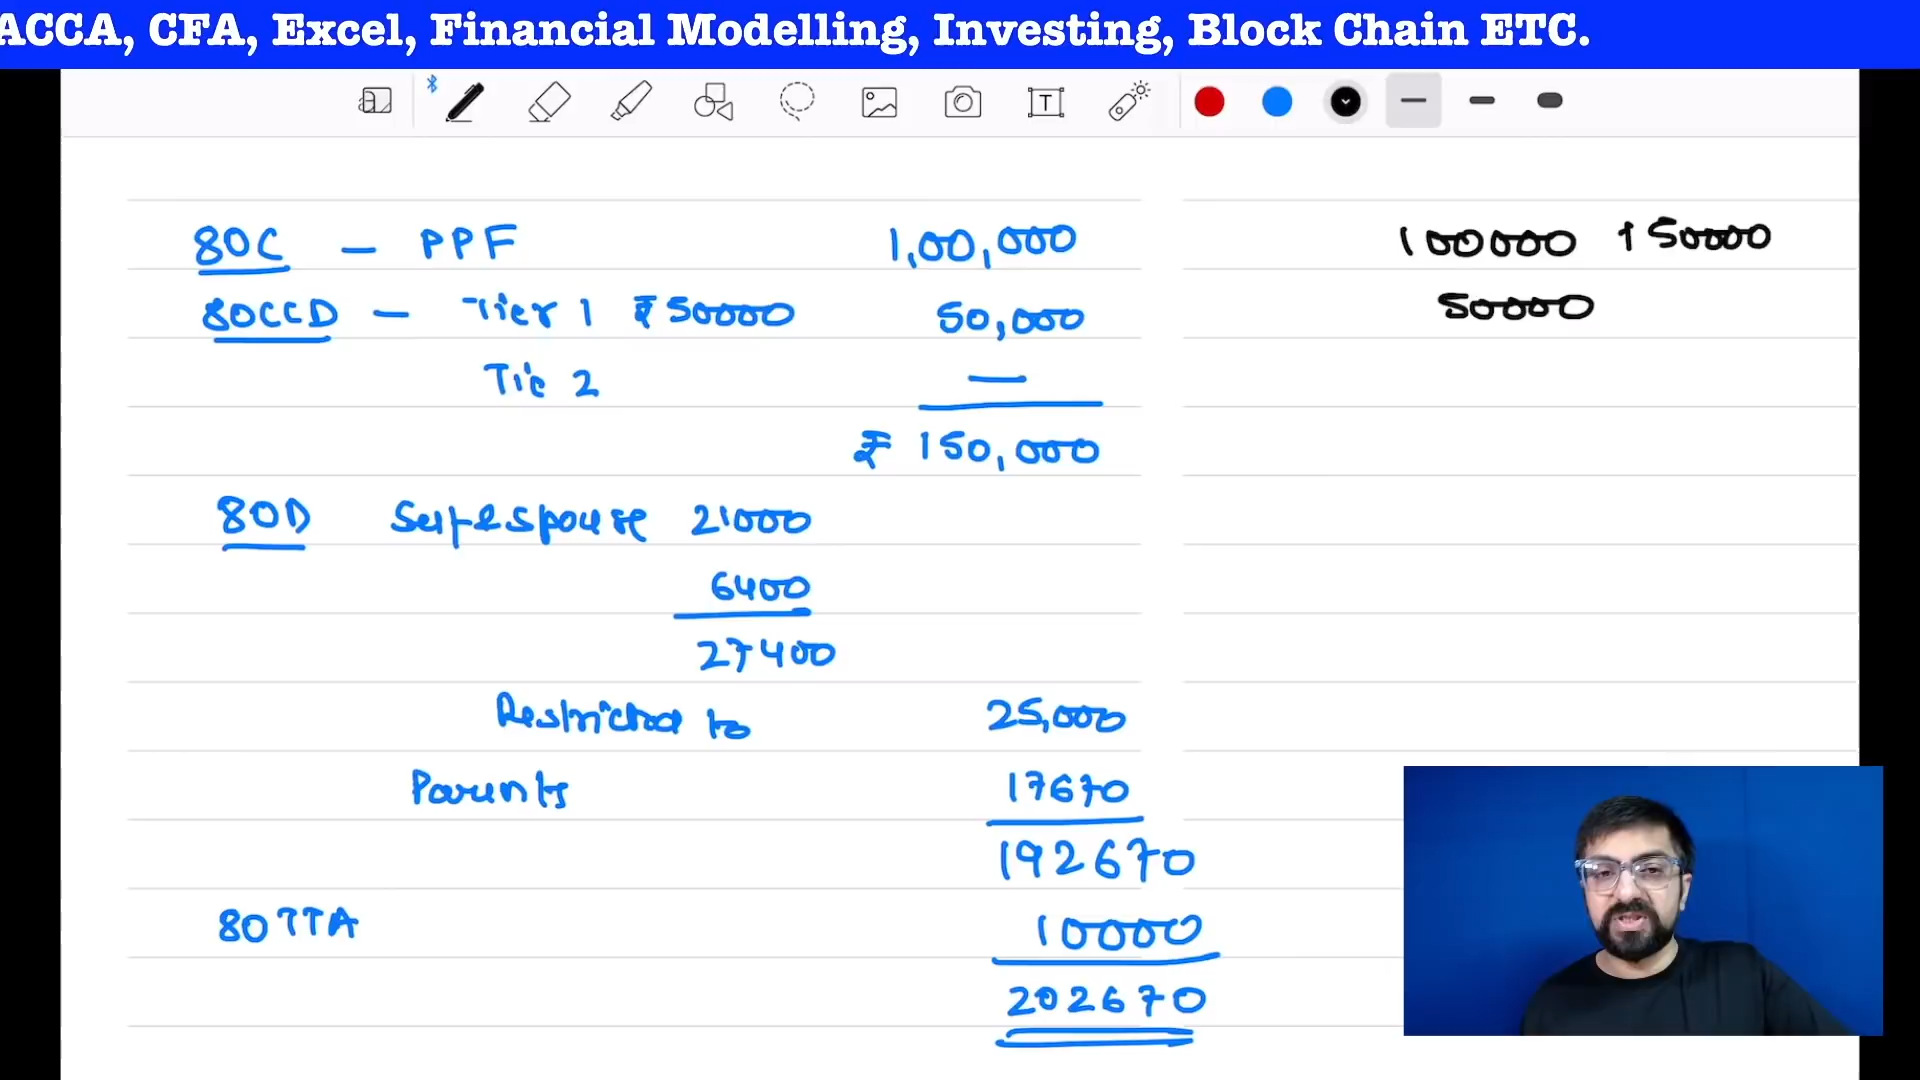 ACCA, CFA, Excel, Financial Modelling, Investing, Block Chain ETC.
80C - PPF 1,00,000
80CCD - Tier 1 ₹50000 50,000
Tie 2 —
₹ 150,000
80D Self & Spouse 21000
6400
27400
Restricted to 25,000
Parents 17670
192670
80TTA 10000
202670
100000 150000
50000